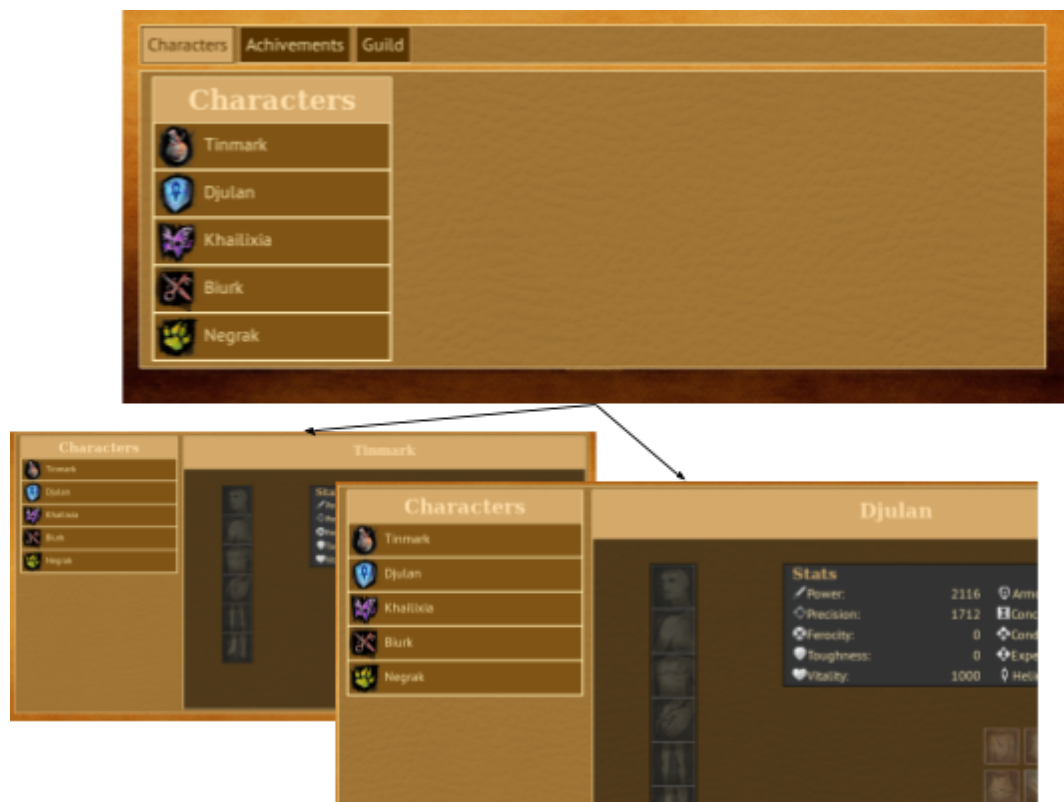 Characters Achivements Guild
Characters
Tinmark
Djulan
Khailixia
Biurk
Negrak
Characters
Tinmark
Djulan
Khailixia
Biurk
Negrak
Tinmark
Characters
Tinmark
Djulan
Khailixia
Biurk
Negrak
Djulan
Stats
Power: 2116
Precision: 1712
Ferocity: 0
Toughness: 0
Vitality: 1000